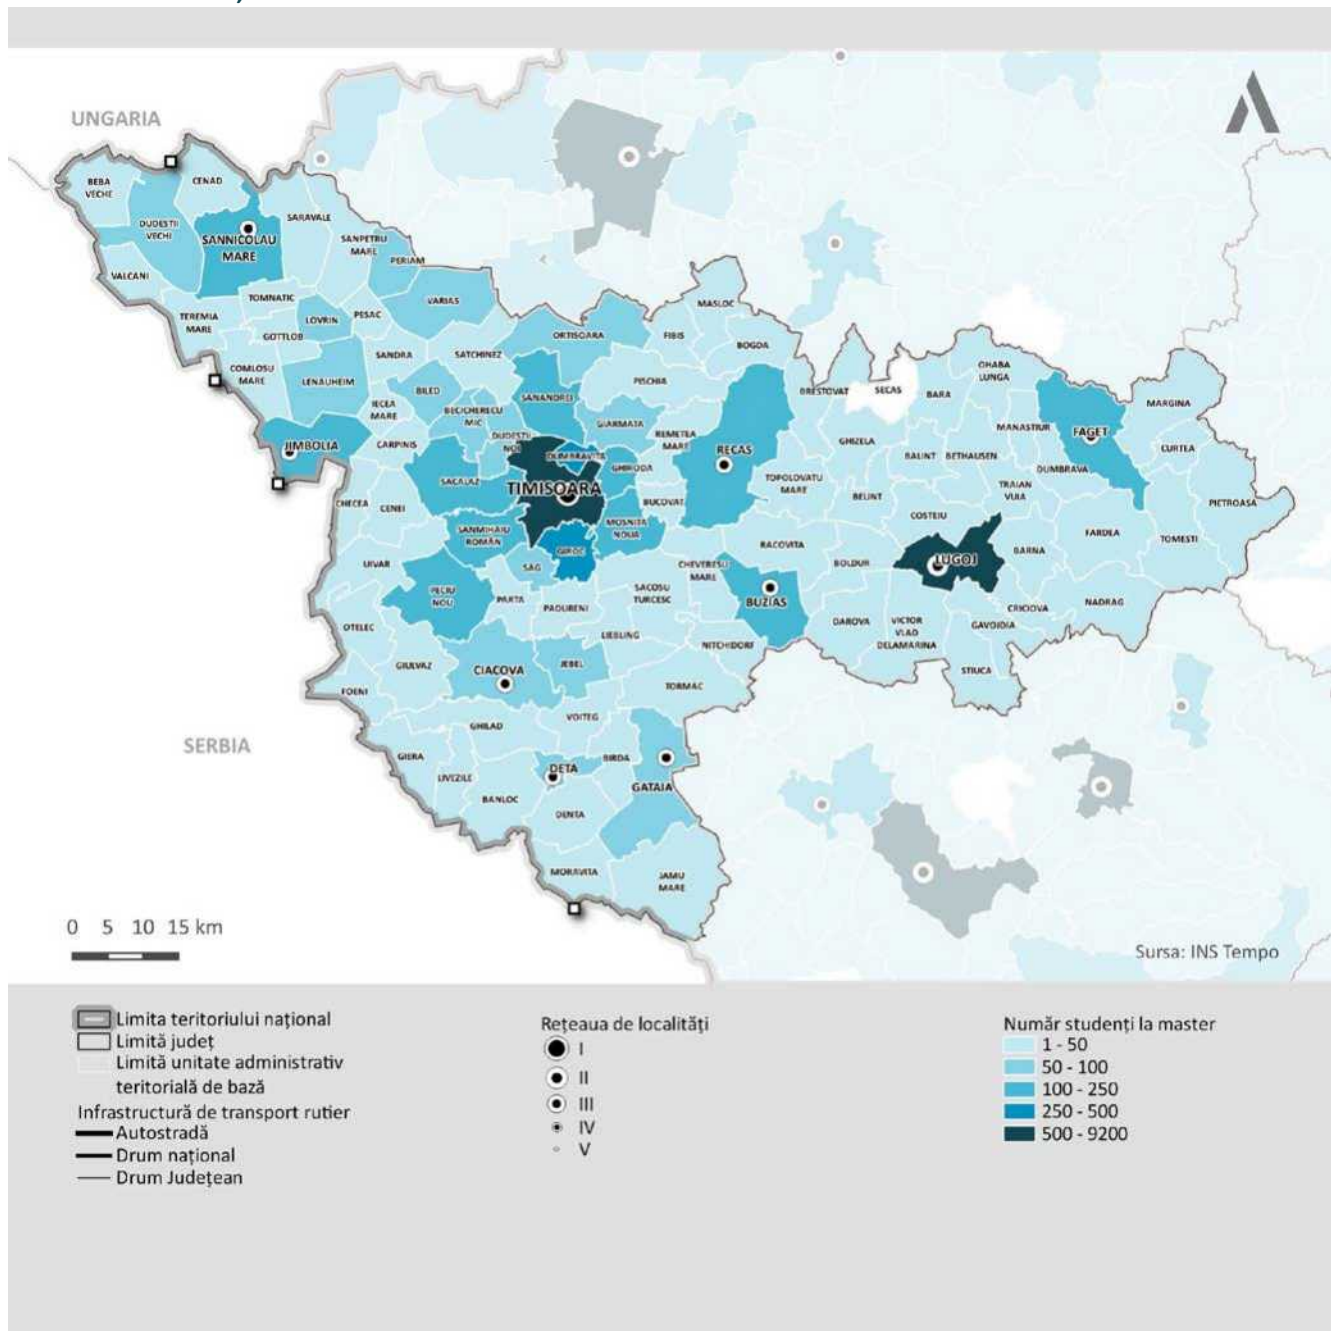 UNGARIA
BEBA
VECHE
CENAD
DUDESTII
VECHI
SARAVALE
SANNICOLAU
MARE
SANPETRU
MARE
PERIAM
VALCANI
TOMNATIC
VARIAS
MASLOC
TEREMIA
MARE
LOVRIN
PESAC
GOTTLOB
ORTISOARA
FIBIS
BOGDA
SANDRA
SATCHINEZ
COMLOSU
MARE
LENAUHEIM
PISCHIA
OHABA
LUNGA
BRESTOVAT
SECAS
BARA
BILED
SANANDREI
IECEA
MARE
BECICHERECU
MIC
MARGINA
GIARMATA
MANASTIUR
FAGET
JIMBOLIA
CARPINIS
DUDESTII
NOI
REMETEA
MARE
GHIZELA
CURTEA
DUMBRAVITA
RECAS
BALINT
BETHAUSEN
GHIRODA
DUMBRAVA
SACALAZ
TIMISOARA
TOPOLOVATU
MARE
TRAIAN
VUIA
BELINT
PIETROASA
CHECEA
CENEI
BUCOVAT
COSTEIU
SANMIHAIU
ROMÂN
MOSNITA
NOUA
FARDEA
TOMESTI
GIROC
RACOVITA
BARNA
UIVAR
SAG
CHEVERESU
MARE
BOLDUR
LUGOJ
PECIU
NOU
PARTA
SACOSU
TURCESC
BUZIAS
PADURENI
NADRAG
CRICIOVA
OTELEC
DAROVA
VICTOR
VLAD
DELAMARINA
GAVOJDIA
LIEBLING
NITCHIDORF
GIULVAZ
CIACOVA
JEBEL
STIUCA
FOENI
TORMAC
GHILAD
VOITEG
SERBIA
GIERA
BIRDA
LIVEZILE
DETA
GATAIA
BANLOC
DENTA
MORAVITA
JAMU
MARE
0 5 10 15 km
Sursa: INS Tempo
Limita teritoriului național
Limită județ
Limită unitate administrativ
teritorială de bază
Infrastructură de transport rutier
Autostradă
Drum național
Drum Județean
Rețeaua de localități
I
II
III
IV
V
Număr studenți la master
1 - 50
50 - 100
100 - 250
250 - 500
500 - 9200